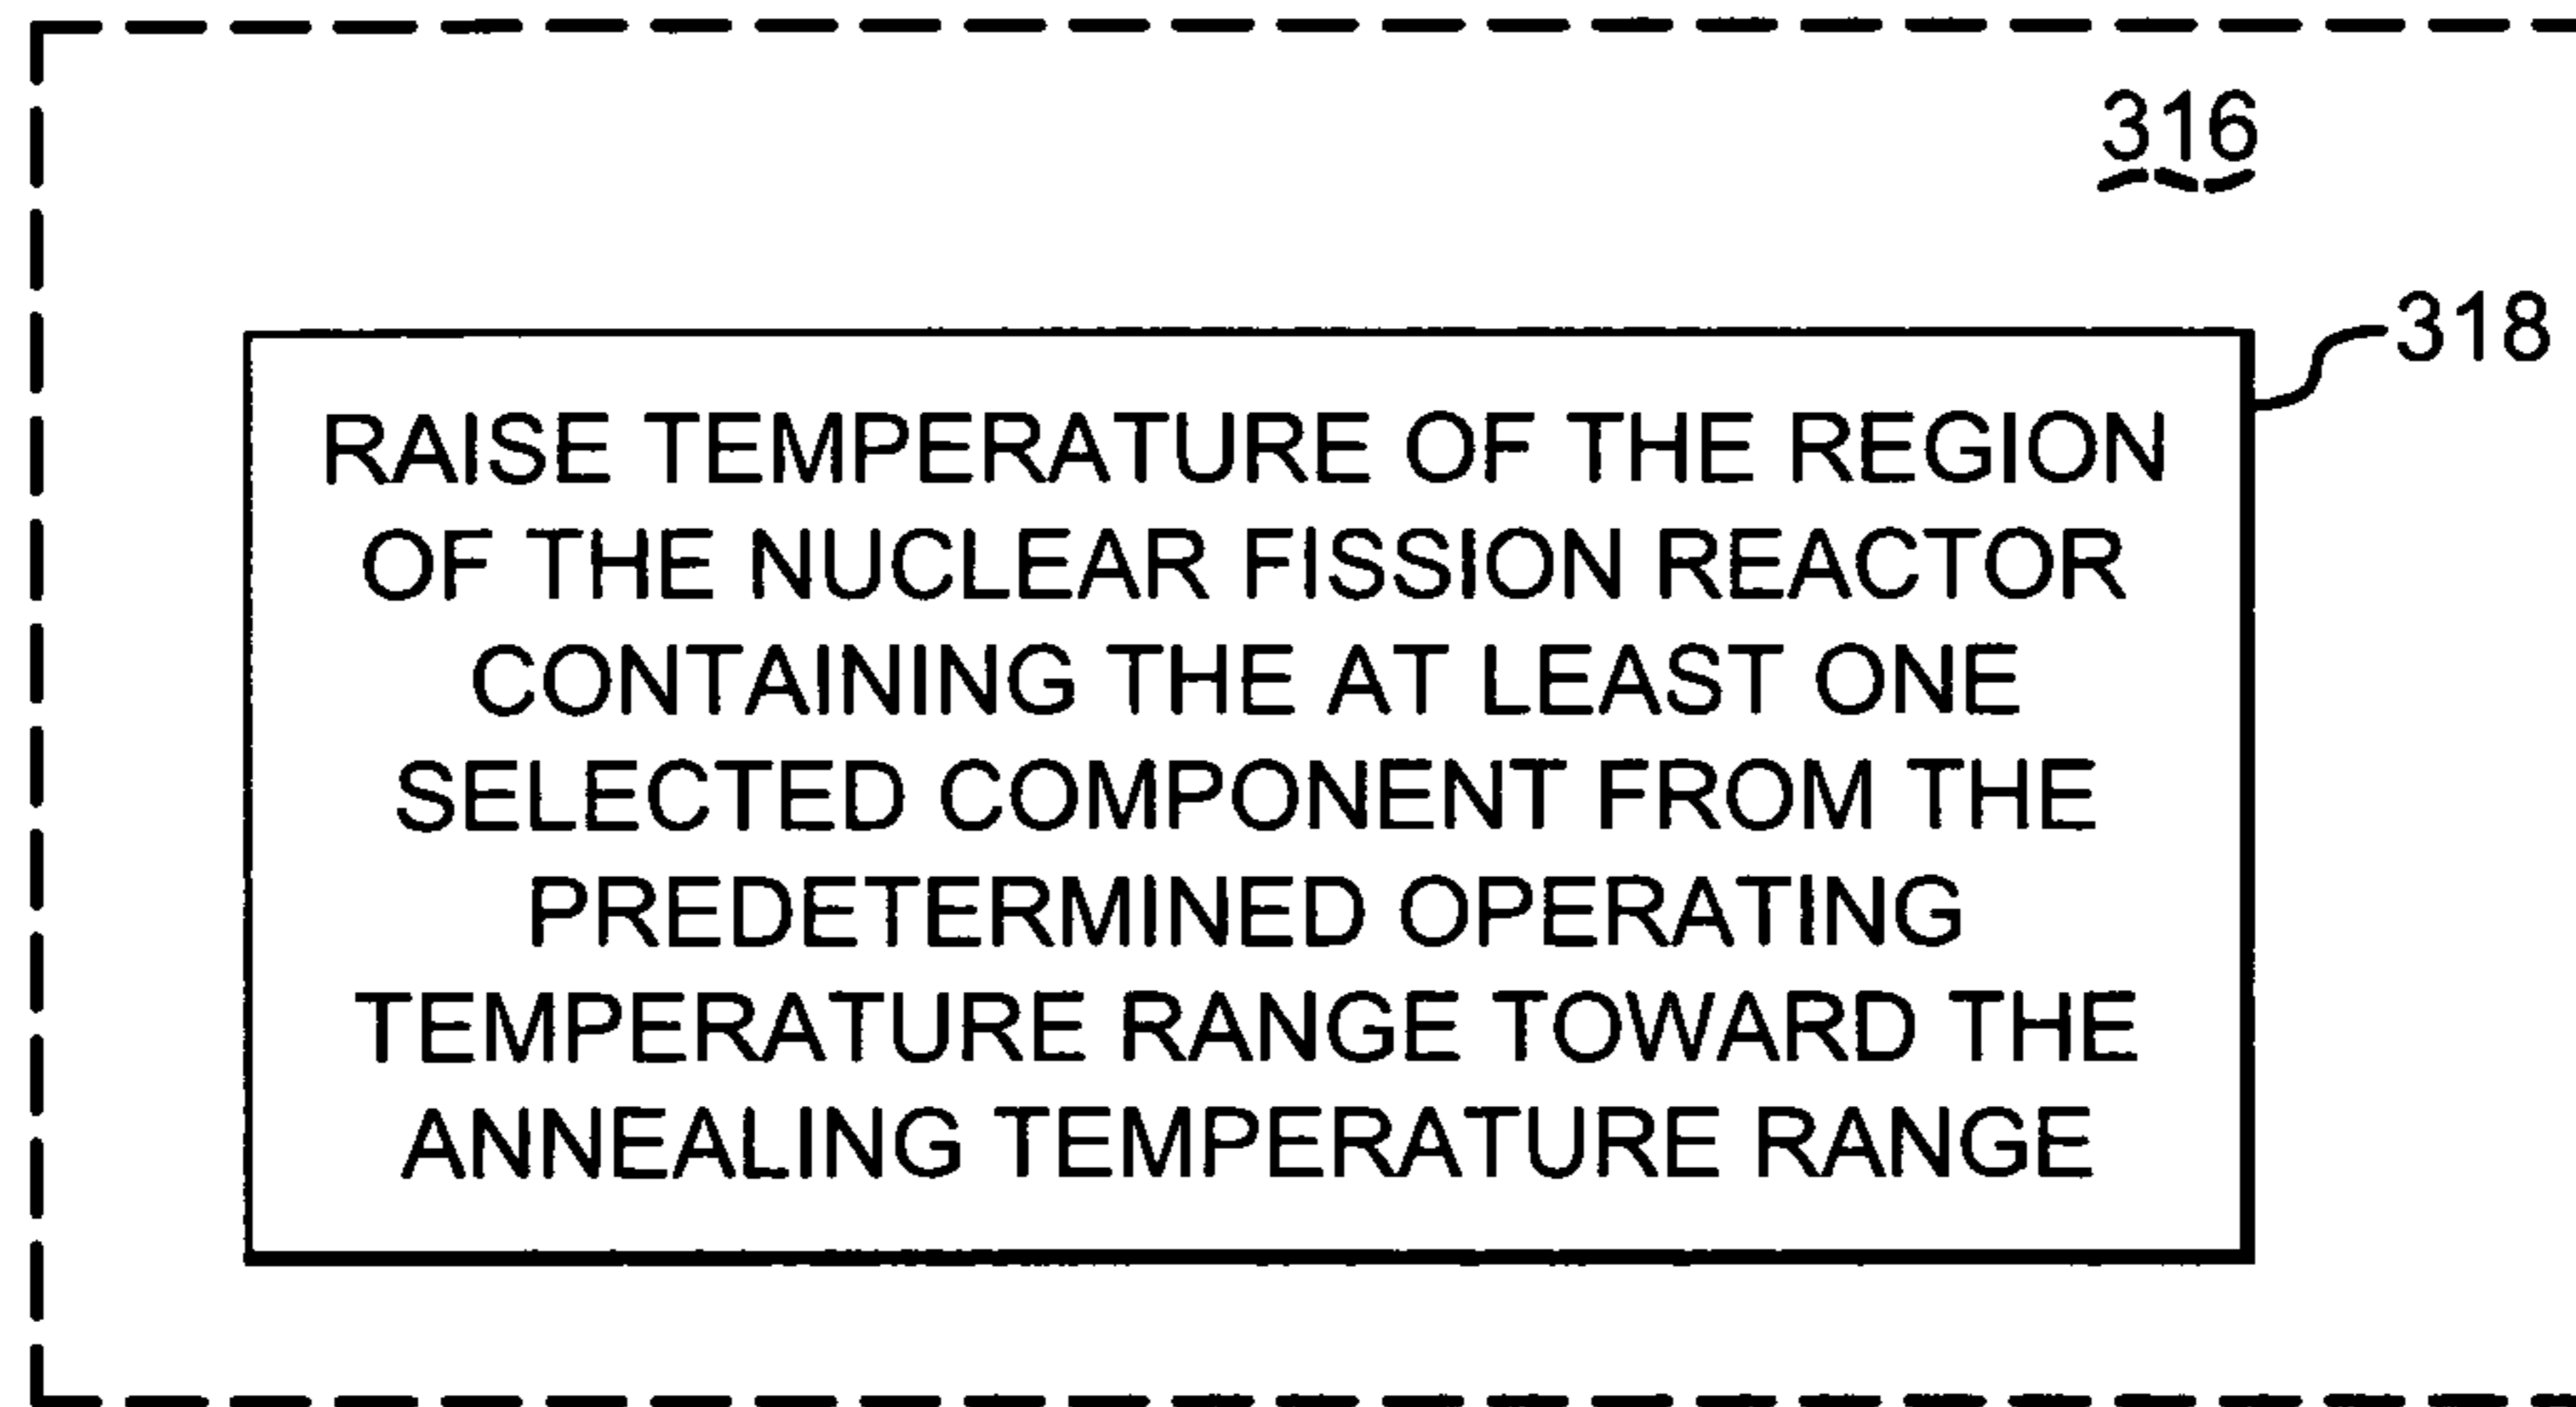 316
318
RAISE TEMPERATURE OF THE REGION
OF THE NUCLEAR FISSION REACTOR
CONTAINING THE AT LEAST ONE
SELECTED COMPONENT FROM THE
PREDETERMINED OPERATING
TEMPERATURE RANGE TOWARD THE
ANNEALING TEMPERATURE RANGE